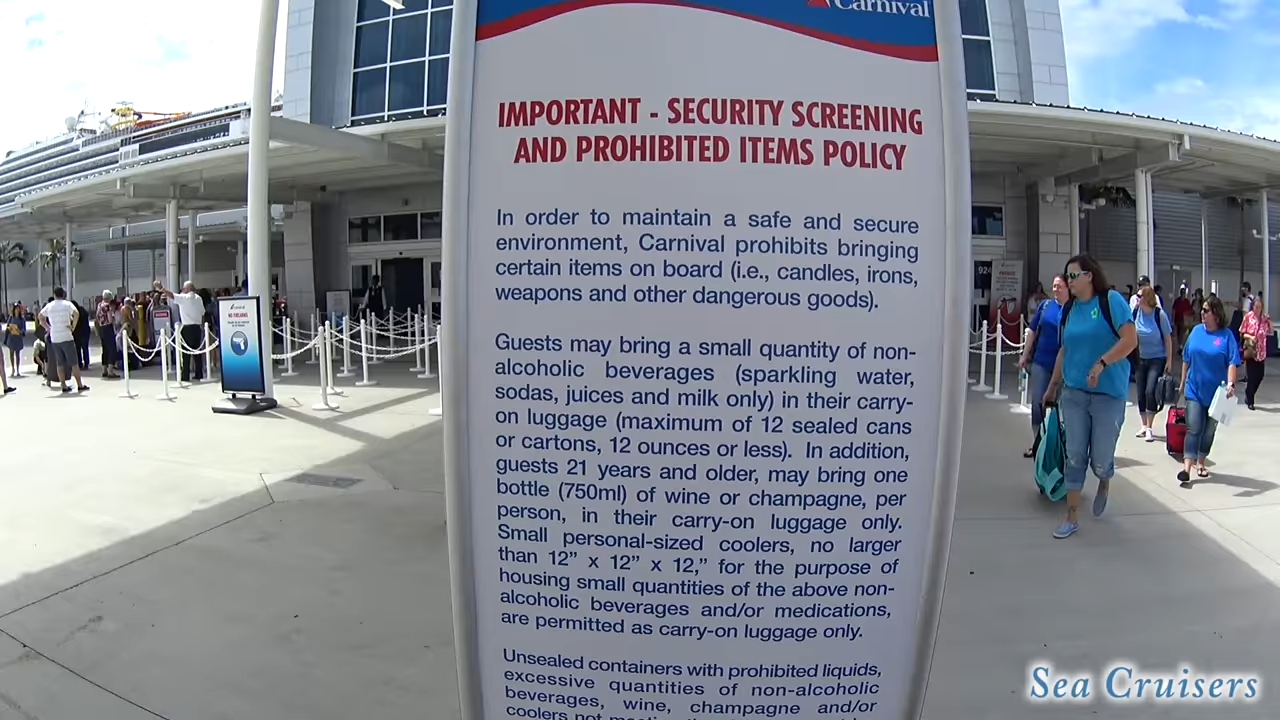 Carnival
IMPORTANT - SECURITY SCREENING
AND PROHIBITED ITEMS POLICY
In order to maintain a safe and secure
environment, Carnival prohibits bringing
certain items on board (i.e., candles, irons,
weapons and other dangerous goods).
Guests may bring a small quantity of non-
alcoholic beverages (sparkling water,
sodas, juices and milk only) in their carry-
on luggage (maximum of 12 sealed cans
or cartons, 12 ounces or less). In addition,
guests 21 years and older, may bring one
bottle (750ml) of wine or champagne, per
person, in their carry-on luggage only.
Small personal-sized coolers, no larger
than 12” x 12” x 12,” for the purpose of
housing small quantities of the above non-
alcoholic beverages and/or medications,
are permitted as carry-on luggage only.
Unsealed containers with prohibited liquids,
excessive quantities of non-alcoholic
beverages, wine, champagne and/or
coolers not
NO FIREARMS
924
Sea Cruisers